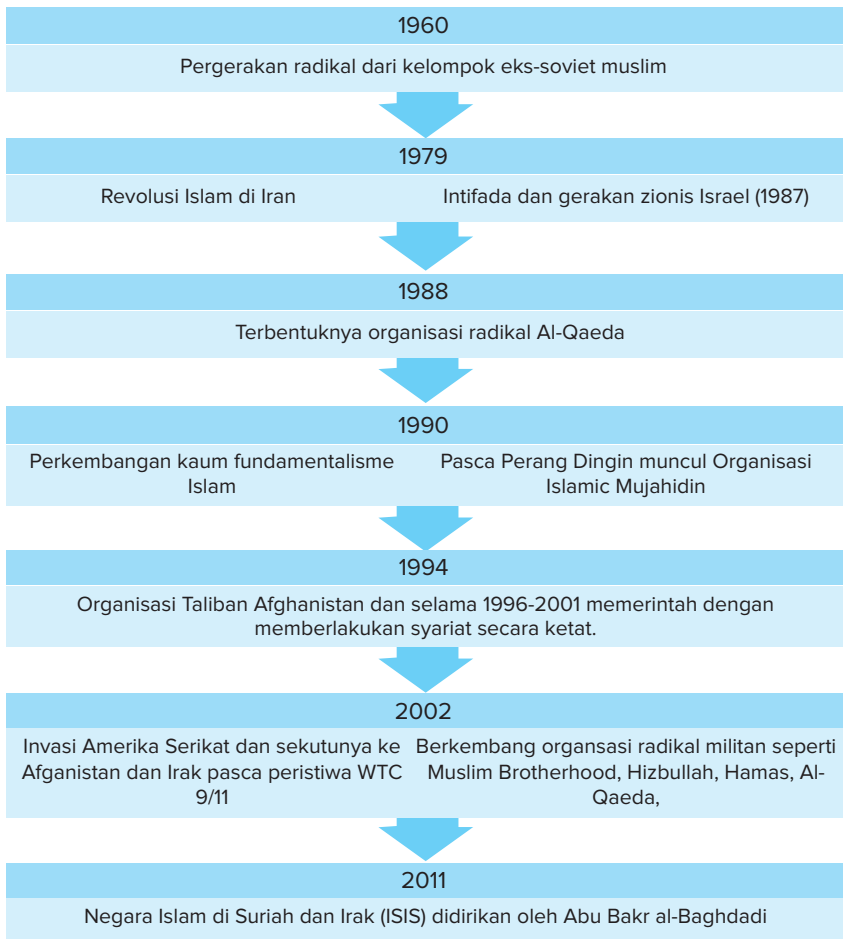 1960
Pergerakan radikal dari kelompok eks-soviet muslim
1979
Revolusi Islam di Iran
Intifada dan gerakan zionis Israel (1987)
1988
Terbentuknya organisasi radikal Al-Qaeda
1990
Perkembangan kaum fundamentalisme
Islam
Pasca Perang Dingin muncul Organisasi
Islamic Mujahidin
1994
Organisasi Taliban Afghanistan dan selama 1996-2001 memerintah dengan
memberlakukan syariat secara ketat.
2002
Invasi Amerika Serikat dan sekutunya ke
Afganistan dan Irak pasca peristiwa WTC
9/11
Berkembang organsasi radikal militan seperti
Muslim Brotherhood, Hizbullah, Hamas, Al-
Qaeda,
2011
Negara Islam di Suriah dan Irak (ISIS) didirikan oleh Abu Bakr al-Baghdadi